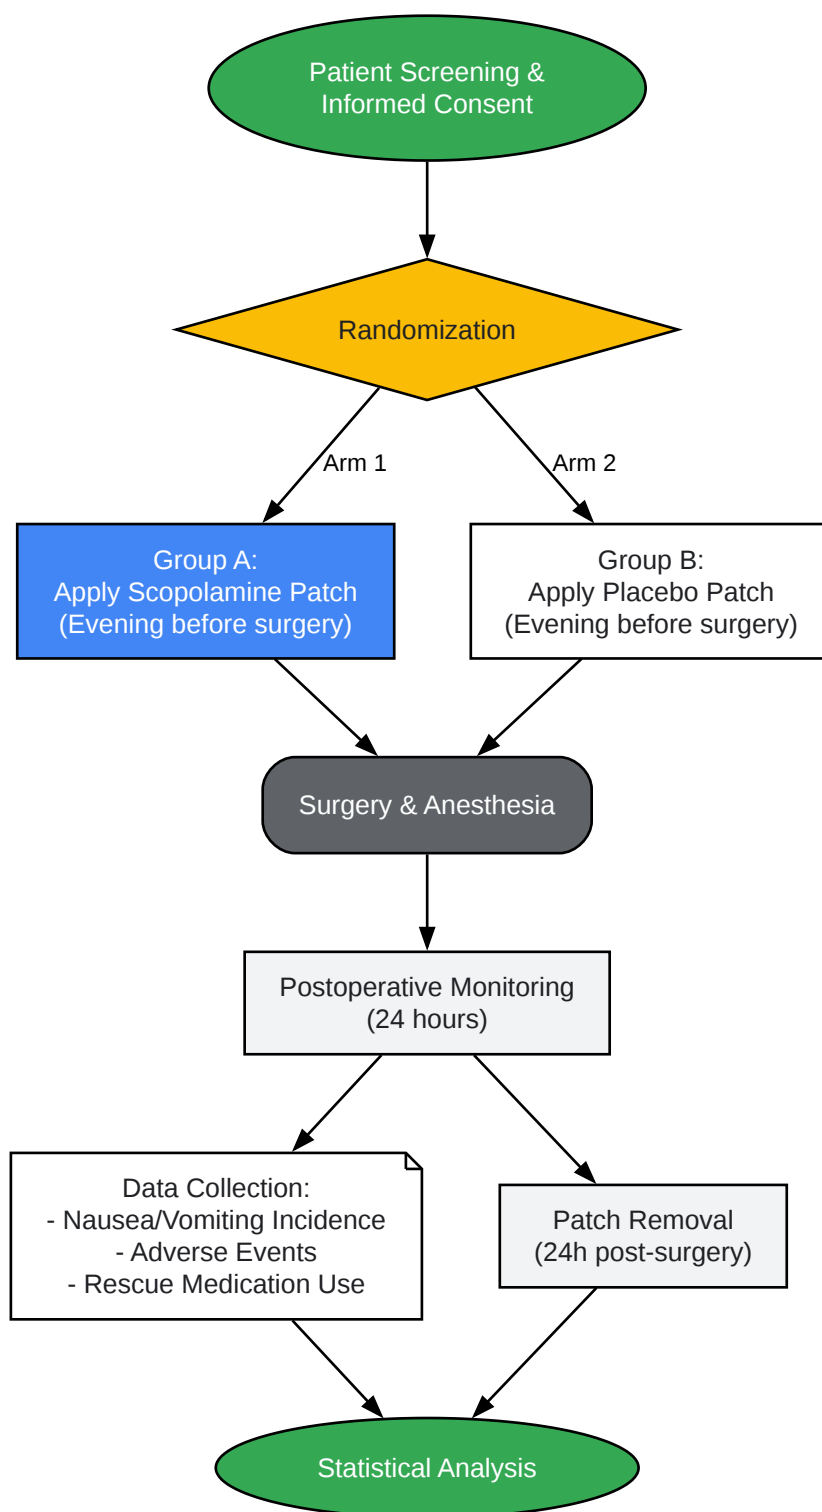 Patient Screening &
Informed Consent
Randomization
Arm 1
Arm 2
Group A:
Apply Scopolamine Patch
(Evening before surgery)
Group B:
Apply Placebo Patch
(Evening before surgery)
Surgery & Anesthesia
Postoperative Monitoring
(24 hours)
Data Collection:
- Nausea/Vomiting Incidence
- Adverse Events
- Rescue Medication Use
Patch Removal
(24h post-surgery)
Statistical Analysis